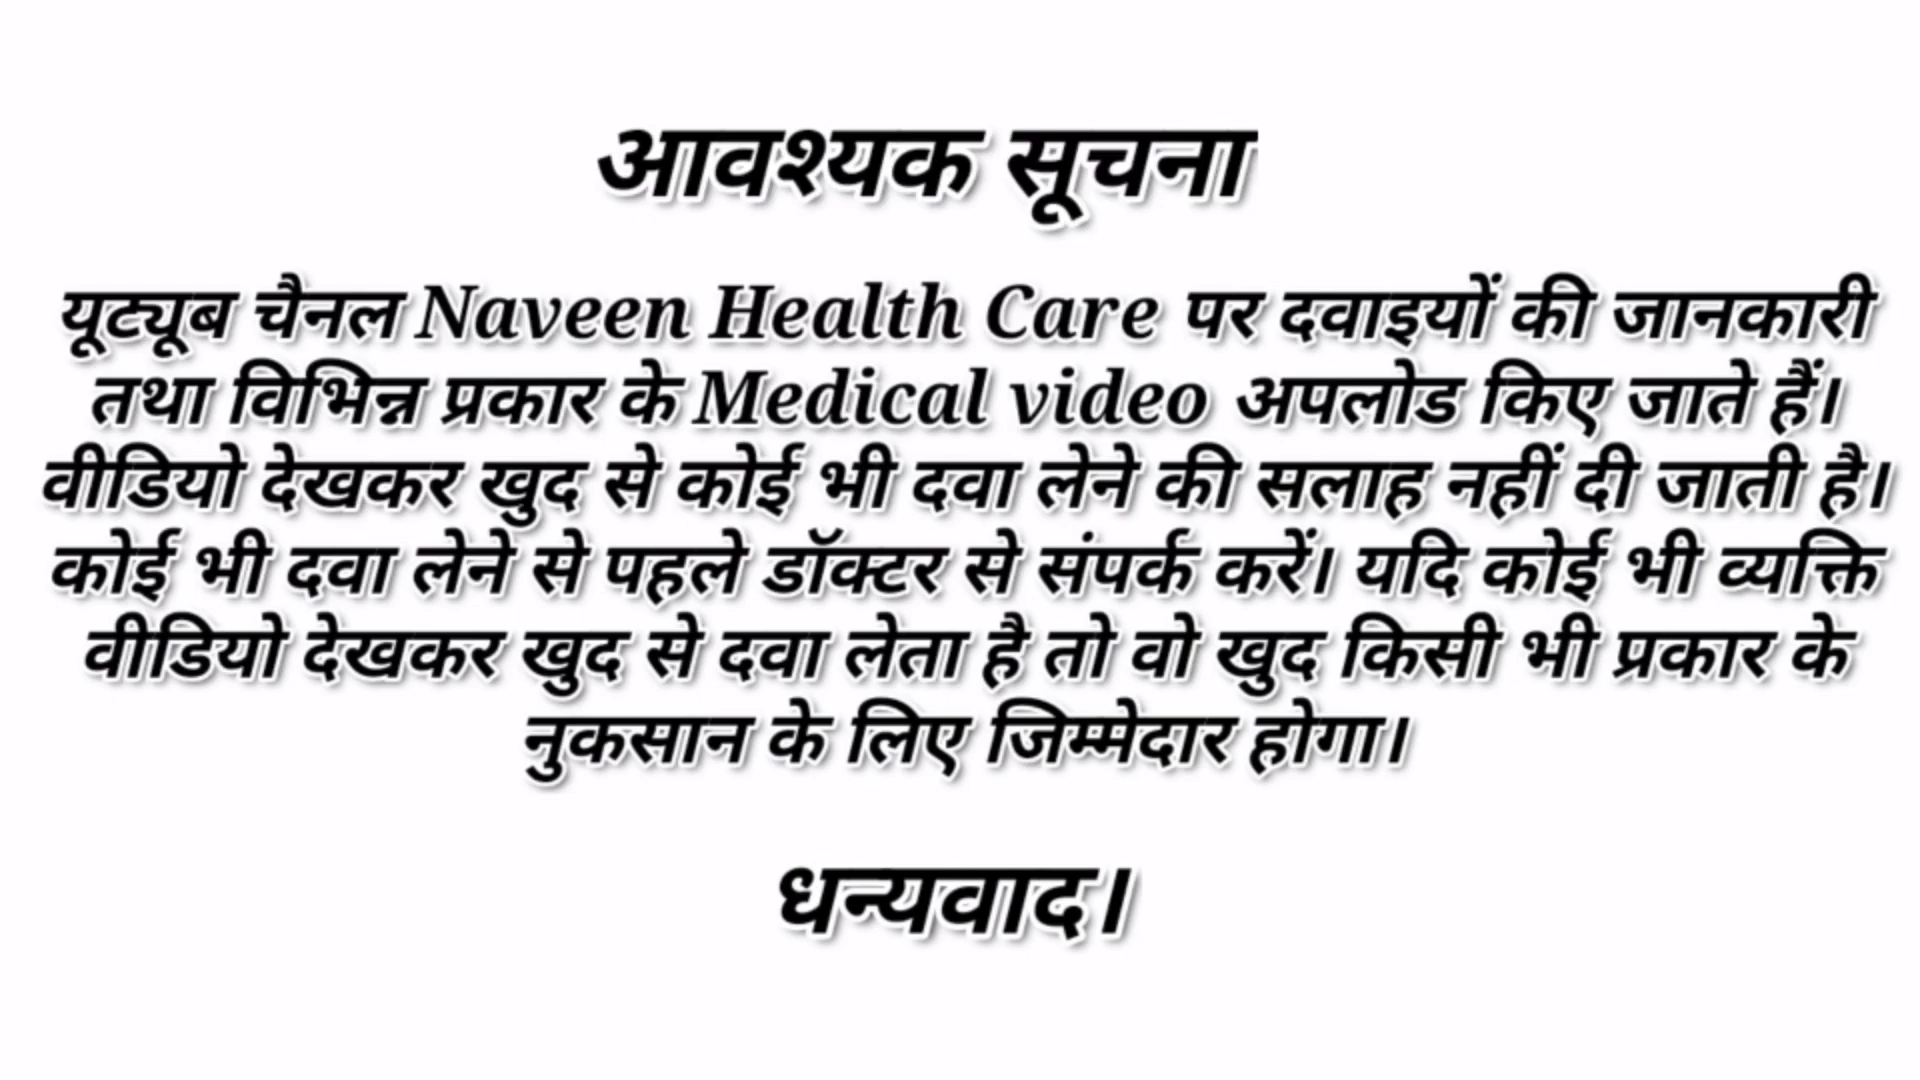 आवश्यक सूचना
यूट्यूब चैनल Naveen Health Care पर दवाइयों की जानकारी
तथा विभिन्न प्रकार के Medical video अपलोड किए जाते हैं।
वीडियो देखकर खुद से कोई भी दवा लेने की सलाह नहीं दी जाती है।
कोई भी दवा लेने से पहले डॉक्टर से संपर्क करें। यदि कोई भी व्यक्ति
वीडियो देखकर खुद से दवा लेता है तो वो खुद किसी भी प्रकार के
नुकसान के लिए जिम्मेदार होगा।
धन्यवाद।